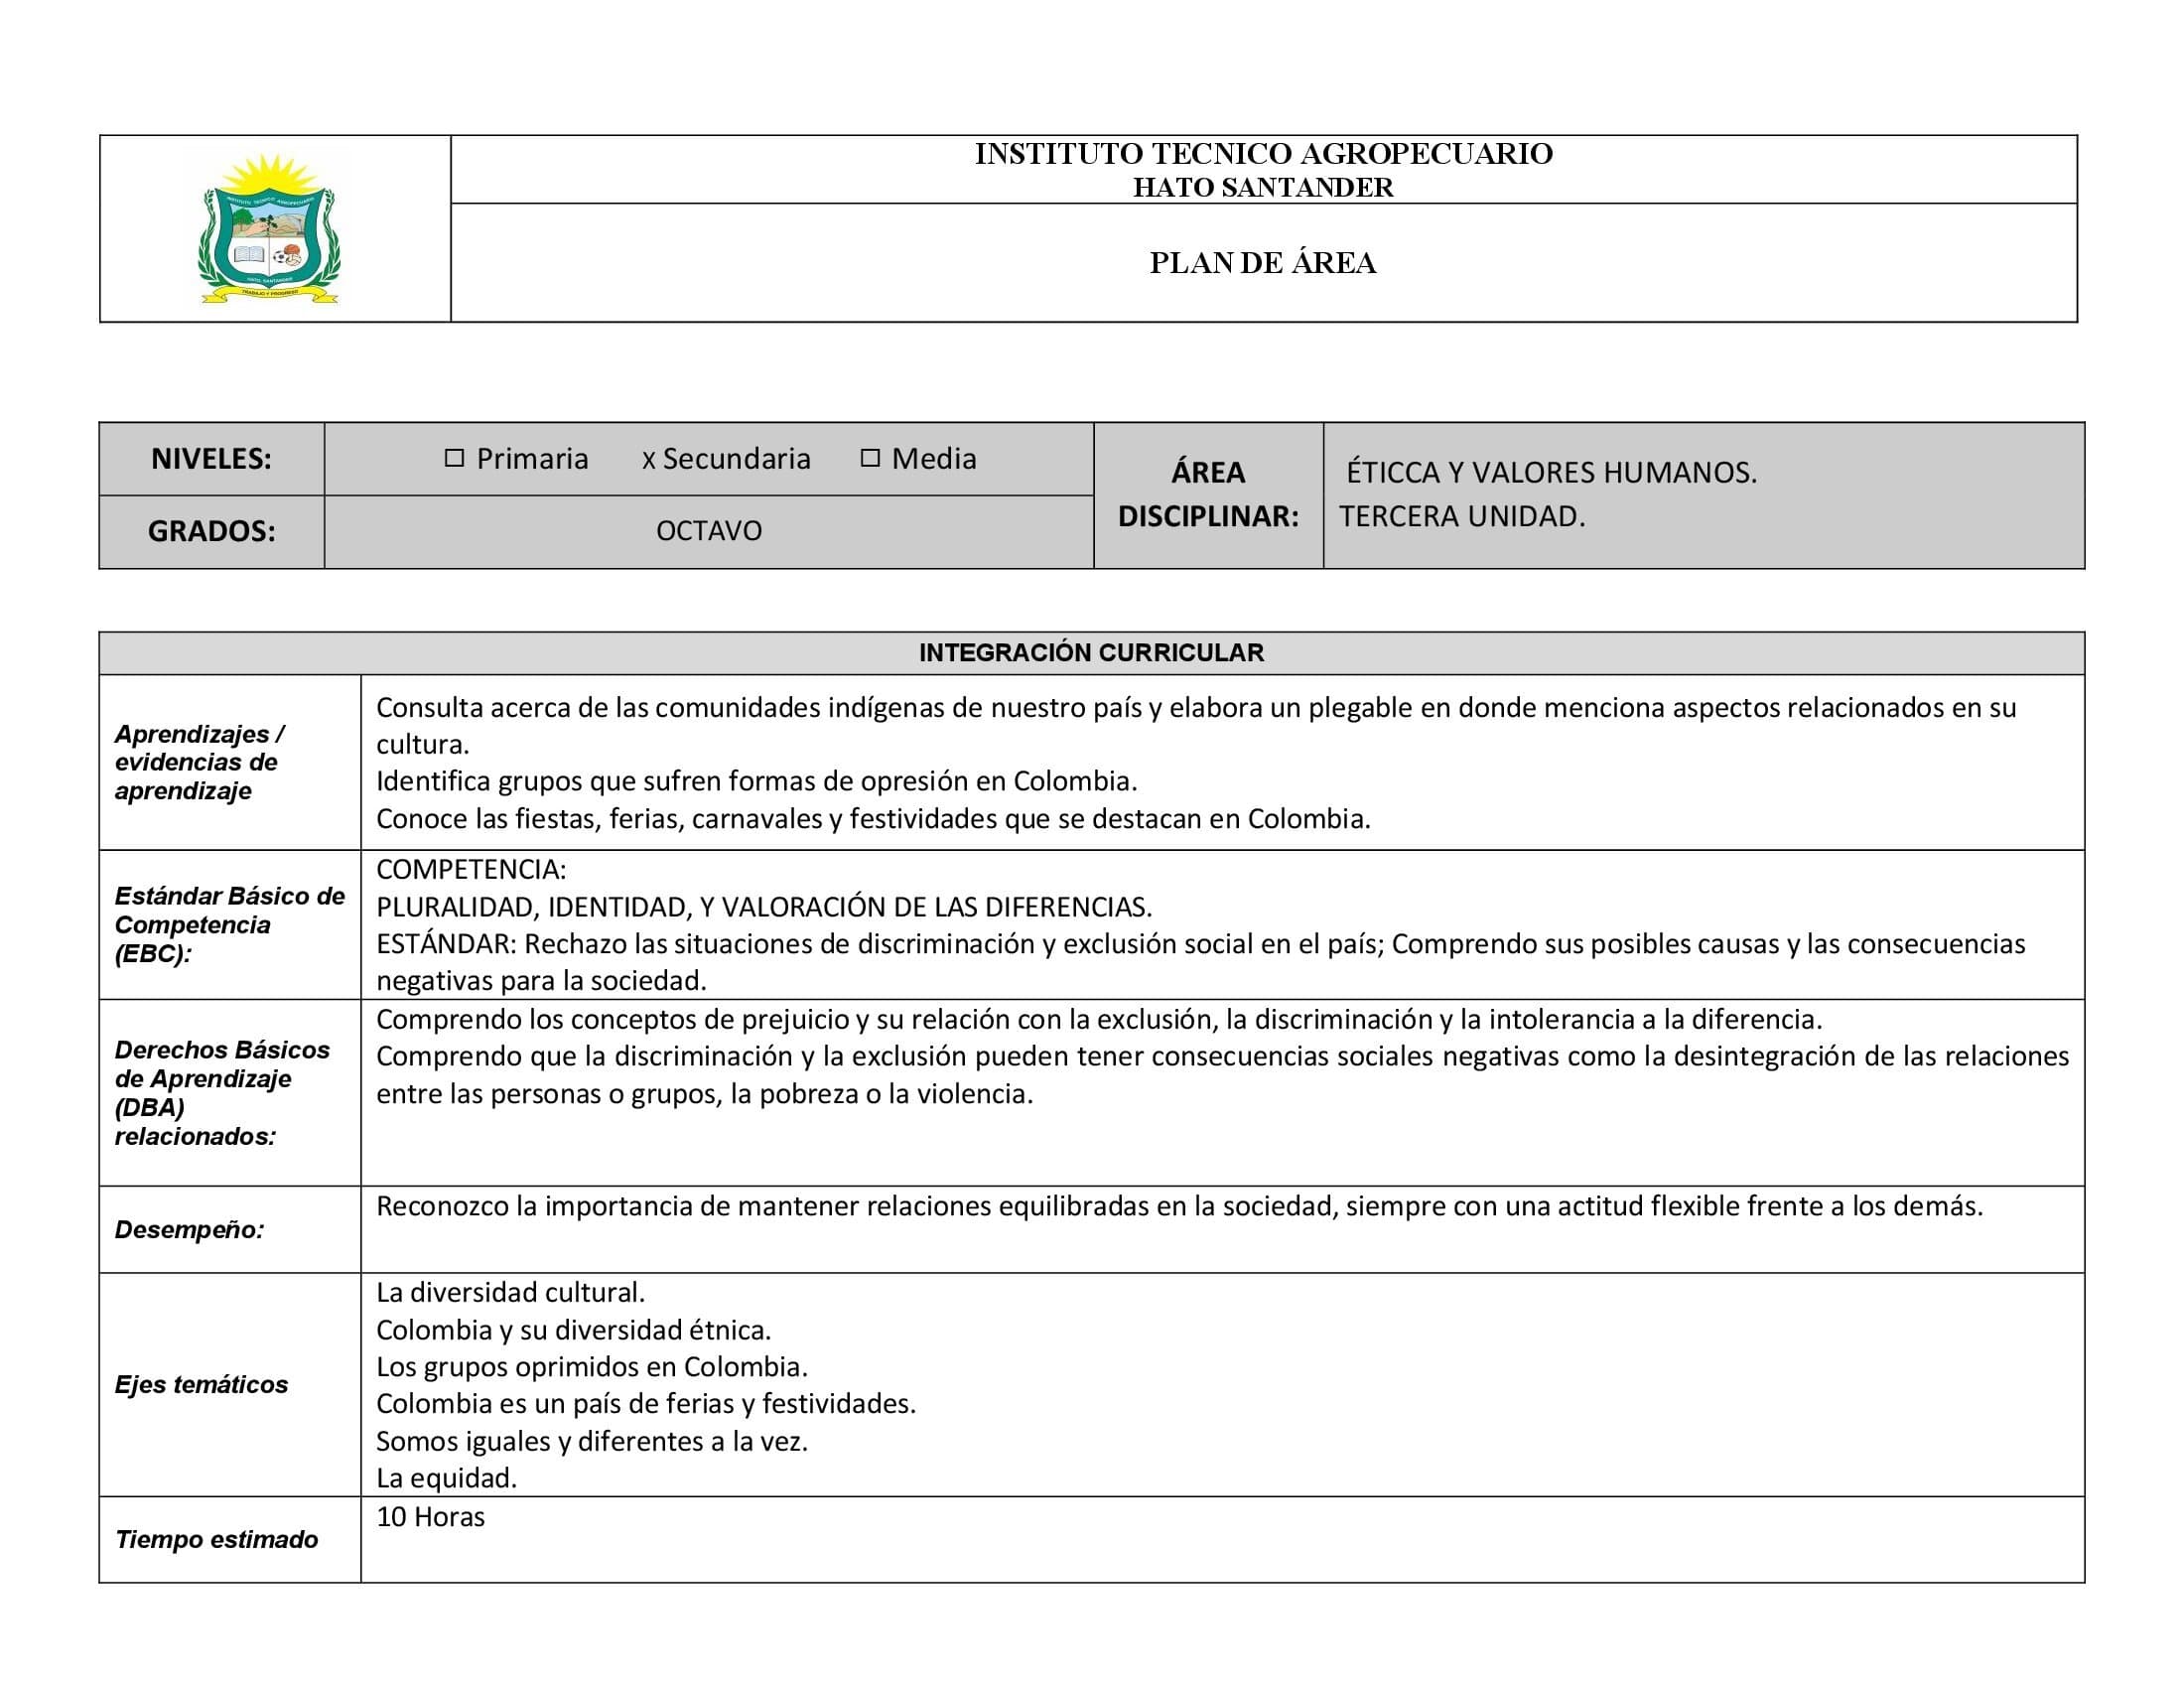 INSTITUTO TECNICO AGROPECUARIO
HATO SANTANDER
PLAN DE ÁREA
INSTITUTO TECNICO AGROPECUARIO
HATO, SANTANDER
TRABAJO Y PROGRESO
NIVELES:
☐ Primaria x Secundaria ☐ Media
GRADOS:
OCTAVO
ÁREA
DISCIPLINAR:
ÉTICCA Y VALORES HUMANOS.
TERCERA UNIDAD.
INTEGRACIÓN CURRICULAR
Aprendizajes /
evidencias de
aprendizaje
Consulta acerca de las comunidades indígenas de nuestro país y elabora un plegable en donde menciona aspectos relacionados en su
cultura.
Identifica grupos que sufren formas de opresión en Colombia.
Conoce las fiestas, ferias, carnavales y festividades que se destacan en Colombia.
Estándar Básico de
Competencia
(EBC):
COMPETENCIA:
PLURALIDAD, IDENTIDAD, Y VALORACIÓN DE LAS DIFERENCIAS.
ESTÁNDAR: Rechazo las situaciones de discriminación y exclusión social en el país; Comprendo sus posibles causas y las consecuencias
negativas para la sociedad.
Derechos Básicos
de Aprendizaje
(DBA)
relacionados:
Comprendo los conceptos de prejuicio y su relación con la exclusión, la discriminación y la intolerancia a la diferencia.
Comprendo que la discriminación y la exclusión pueden tener consecuencias sociales negativas como la desintegración de las relaciones
entre las personas o grupos, la pobreza o la violencia.
Desempeño:
Reconozco la importancia de mantener relaciones equilibradas en la sociedad, siempre con una actitud flexible frente a los demás.
Ejes temáticos
La diversidad cultural.
Colombia y su diversidad étnica.
Los grupos oprimidos en Colombia.
Colombia es un país de ferias y festividades.
Somos iguales y diferentes a la vez.
La equidad.
Tiempo estimado
10 Horas